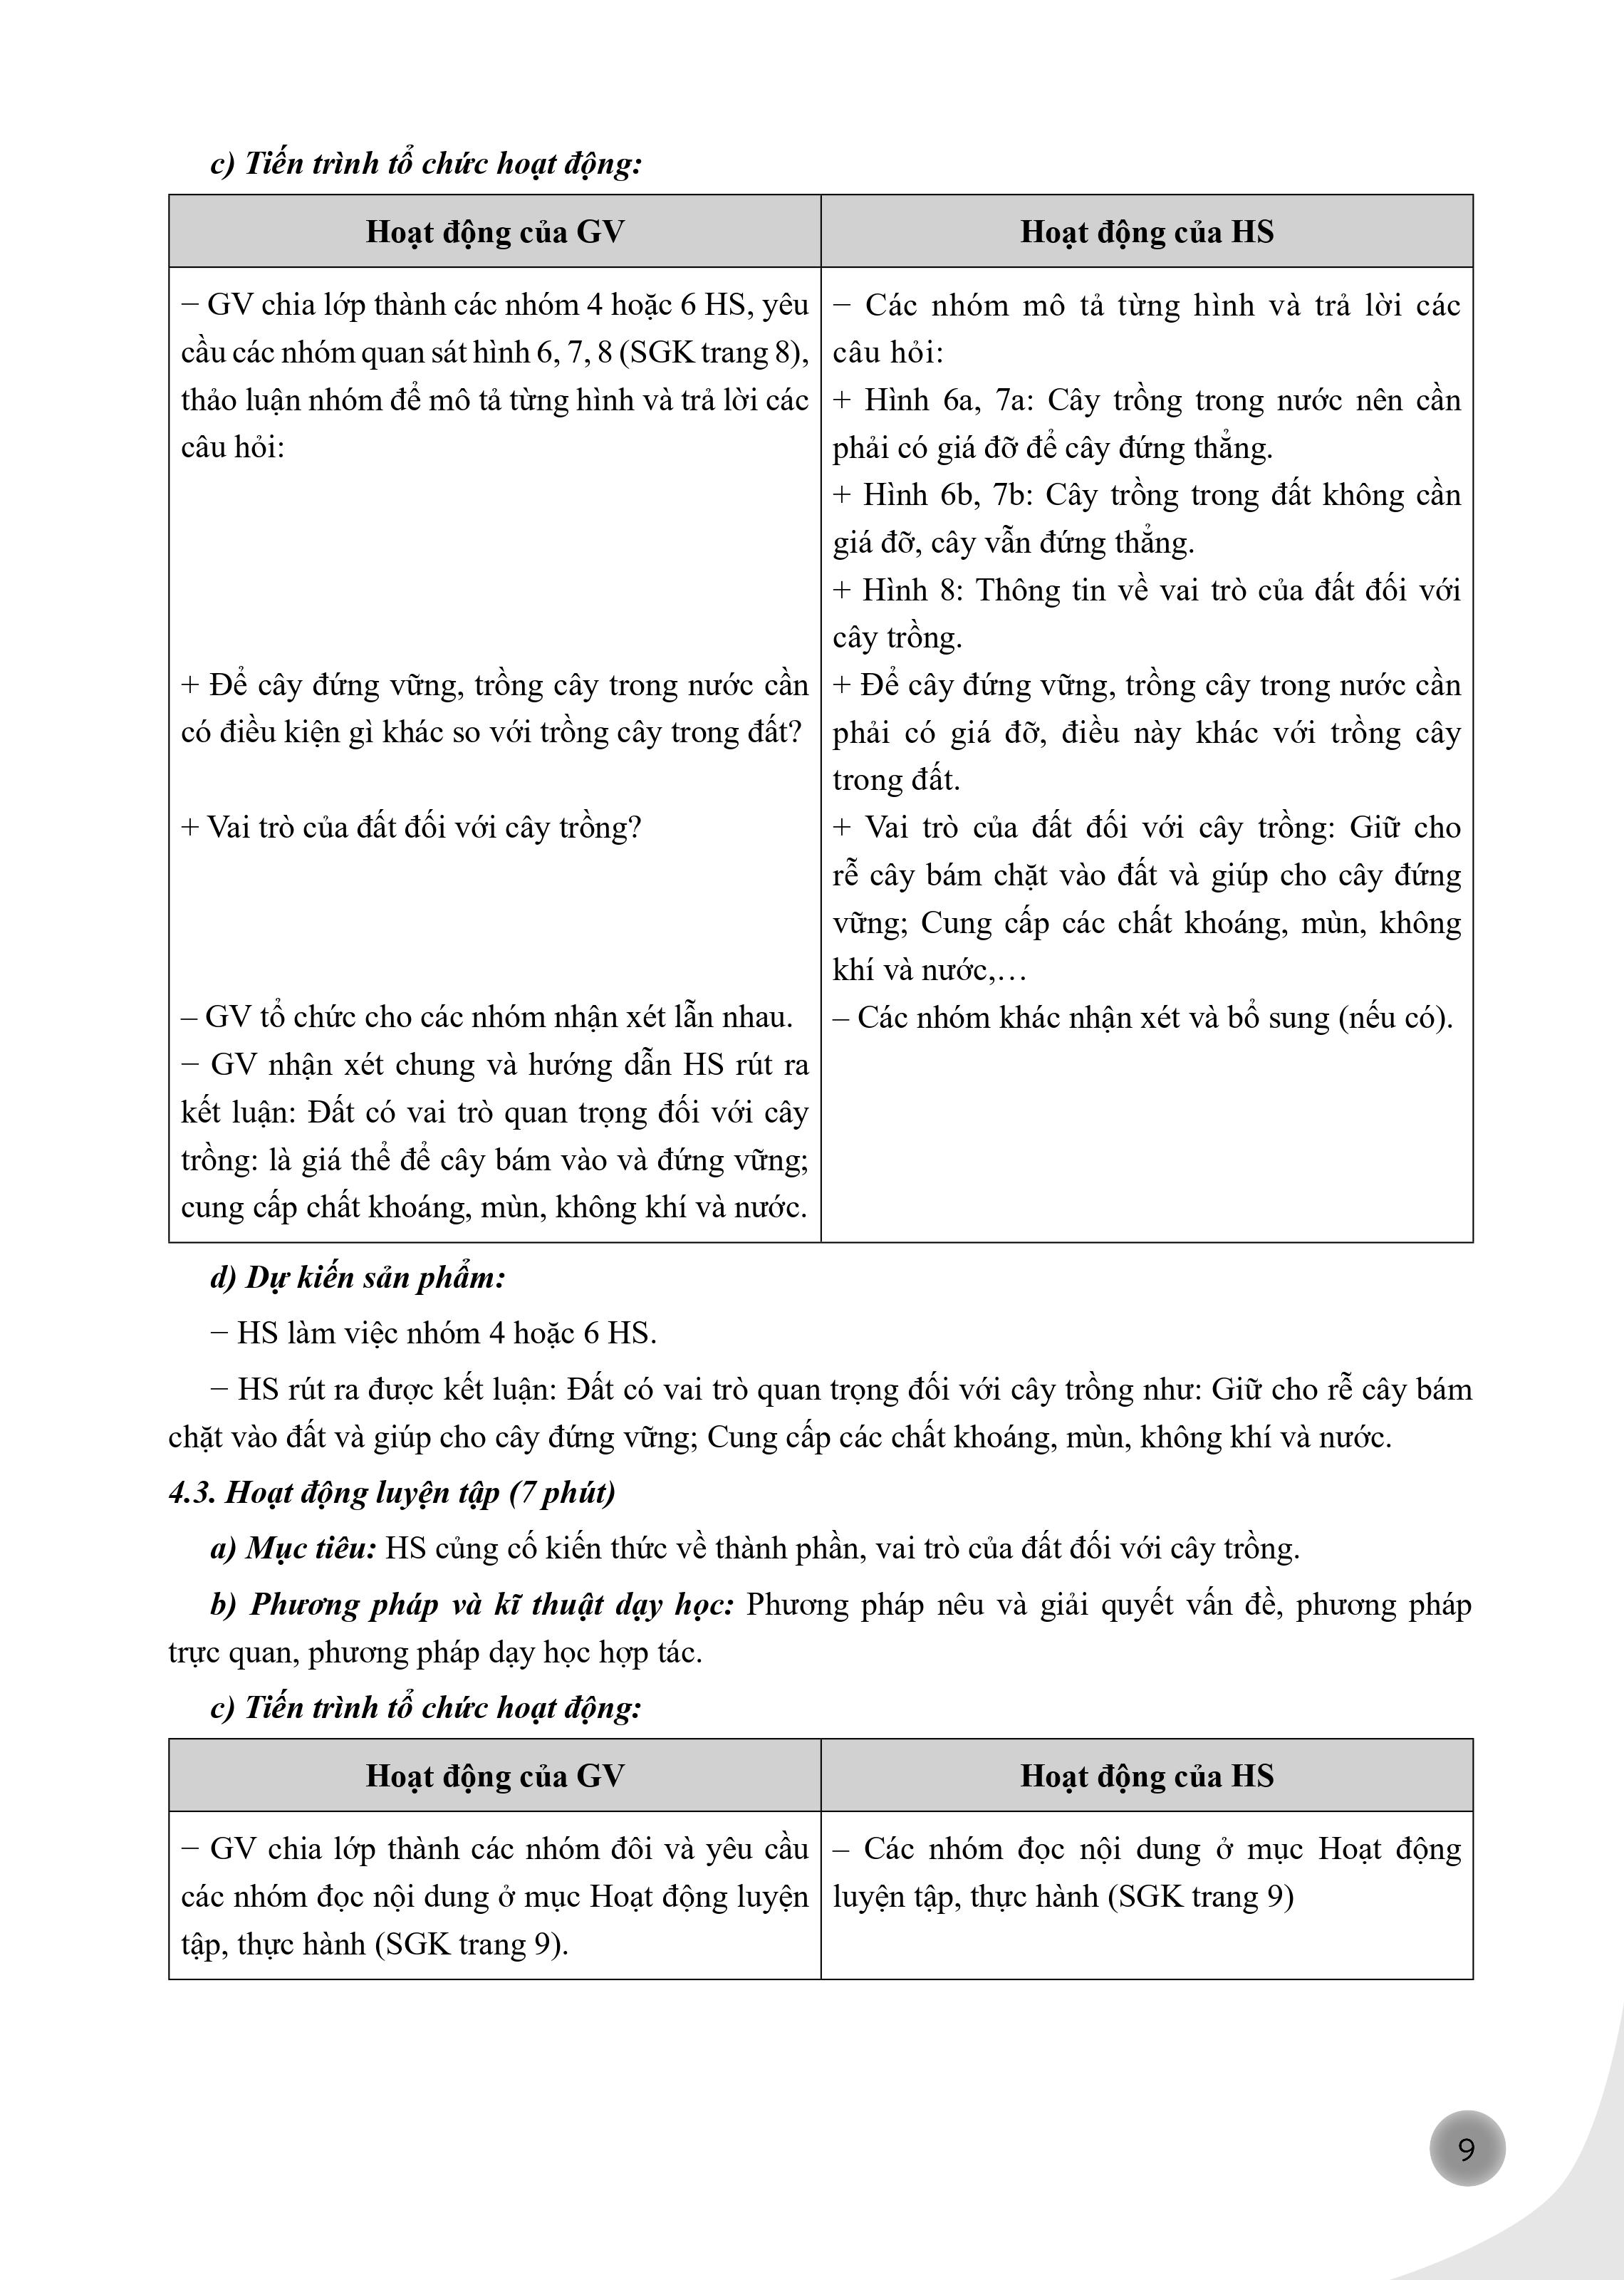 c) Tiến trình tổ chức hoạt động:
Hoạt động của GV
Hoạt động của HS
− GV chia lớp thành các nhóm 4 hoặc 6 HS, yêu
cầu các nhóm quan sát hình 6, 7, 8 (SGK trang 8),
thảo luận nhóm để mô tả từng hình và trả lời các
câu hỏi:
+ Để cây đứng vững, trồng cây trong nước cần
có điều kiện gì khác so với trồng cây trong đất?
+ Vai trò của đất đối với cây trồng?
– GV tổ chức cho các nhóm nhận xét lẫn nhau.
− GV nhận xét chung và hướng dẫn HS rút ra
kết luận: Đất có vai trò quan trọng đối với cây
trồng: là giá thể để cây bám vào và đứng vững;
cung cấp chất khoáng, mùn, không khí và nước.
− Các nhóm mô tả từng hình và trả lời các
câu hỏi:
+ Hình 6a, 7a: Cây trồng trong nước nên cần
phải có giá đỡ để cây đứng thẳng.
+ Hình 6b, 7b: Cây trồng trong đất không cần
giá đỡ, cây vẫn đứng thẳng.
+ Hình 8: Thông tin về vai trò của đất đối với
cây trồng.
+ Để cây đứng vững, trồng cây trong nước cần
phải có giá đỡ, điều này khác với trồng cây
trong đất.
+ Vai trò của đất đối với cây trồng: Giữ cho
rễ cây bám chặt vào đất và giúp cho cây đứng
vững; Cung cấp các chất khoáng, mùn, không
khí và nước,…
– Các nhóm khác nhận xét và bổ sung (nếu có).
d) Dự kiến sản phẩm:
− HS làm việc nhóm 4 hoặc 6 HS.
− HS rút ra được kết luận: Đất có vai trò quan trọng đối với cây trồng như: Giữ cho rễ cây bám
chặt vào đất và giúp cho cây đứng vững; Cung cấp các chất khoáng, mùn, không khí và nước.
4.3. Hoạt động luyện tập (7 phút)
a) Mục tiêu: HS củng cố kiến thức về thành phần, vai trò của đất đối với cây trồng.
b) Phương pháp và kĩ thuật dạy học: Phương pháp nêu và giải quyết vấn đề, phương pháp
trực quan, phương pháp dạy học hợp tác.
c) Tiến trình tổ chức hoạt động:
Hoạt động của GV
Hoạt động của HS
− GV chia lớp thành các nhóm đôi và yêu cầu
các nhóm đọc nội dung ở mục Hoạt động luyện
tập, thực hành (SGK trang 9).
– Các nhóm đọc nội dung ở mục Hoạt động
luyện tập, thực hành (SGK trang 9)
9